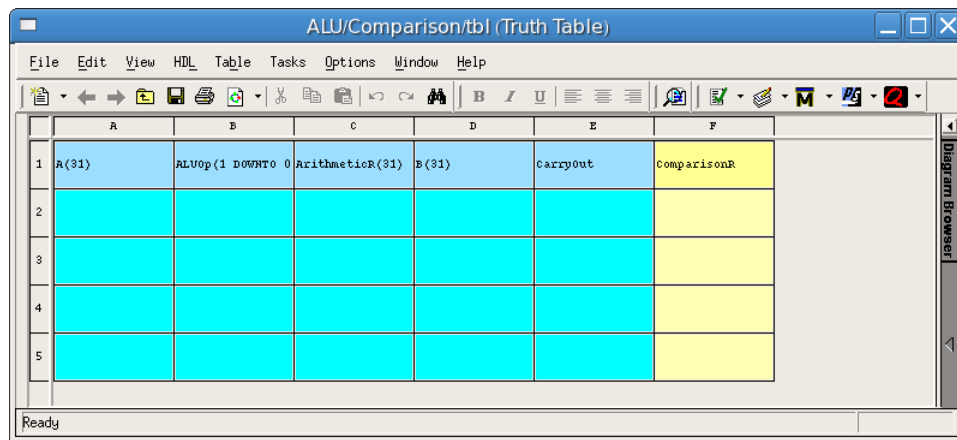 ALU/Comparison/tbl (Truth Table)
File Edit View HDL Table Tasks Options Window Help
B I U M
A B C D E F
1 A(31) ALUOp(1 DOWNTO 0 ArithmeticR(31) B(31) CarryOut ComparisonR
2
3
4
5
Diagram Browser
Ready